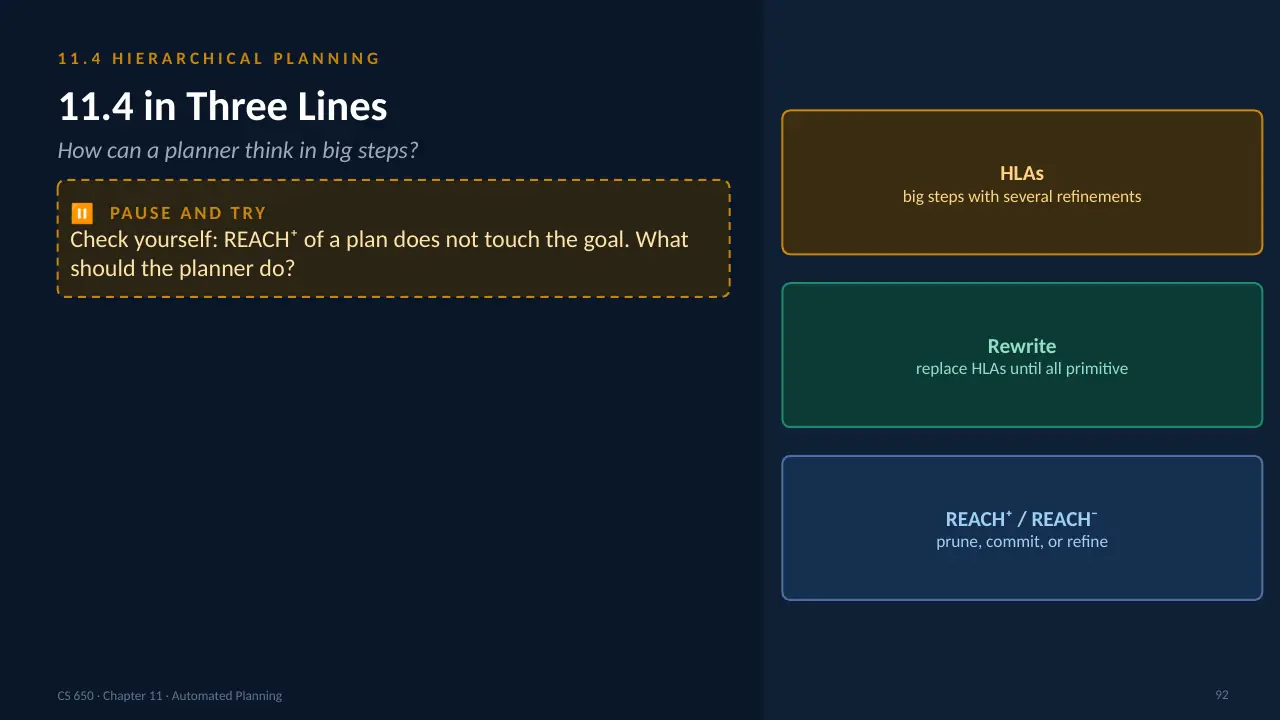 11.4 HIERARCHICAL PLANNING
11.4 in Three Lines
How can a planner think in big steps?
⏸️ PAUSE AND TRY
Check yourself: REACH⁺ of a plan does not touch the goal. What
should the planner do?
HLAs
big steps with several refinements
Rewrite
replace HLAs until all primitive
REACH⁺ / REACH⁻
prune, commit, or refine
CS 650 · Chapter 11 · Automated Planning
92